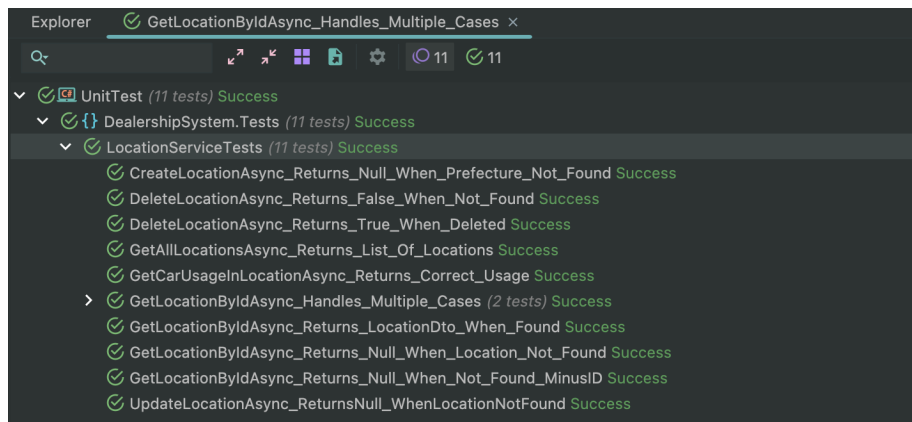 Explorer GetLocationByIdAsync_Handles_Multiple_Cases ×
11 11
C# UnitTest (11 tests) Success
{} DealershipSystem.Tests (11 tests) Success
LocationServiceTests (11 tests) Success
CreateLocationAsync_Returns_Null_When_Prefecture_Not_Found Success
DeleteLocationAsync_Returns_False_When_Not_Found Success
DeleteLocationAsync_Returns_True_When_Deleted Success
GetAllLocationsAsync_Returns_List_Of_Locations Success
GetCarUsageInLocationAsync_Returns_Correct_Usage Success
GetLocationByIdAsync_Handles_Multiple_Cases (2 tests) Success
GetLocationByIdAsync_Returns_LocationDto_When_Found Success
GetLocationByIdAsync_Returns_Null_When_Location_Not_Found Success
GetLocationByIdAsync_Returns_Null_When_Not_Found_MinusID Success
UpdateLocationAsync_ReturnsNull_WhenLocationNotFound Success